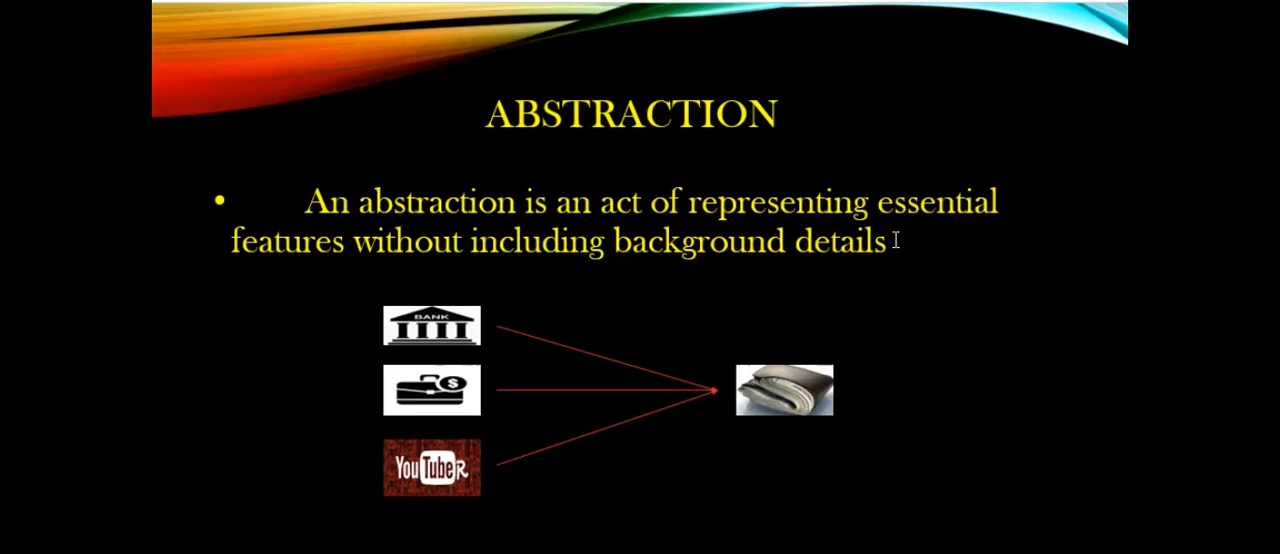 ABSTRACTION
• An abstraction is an act of representing essential
features without including background details
BANK
$
YouTubeR